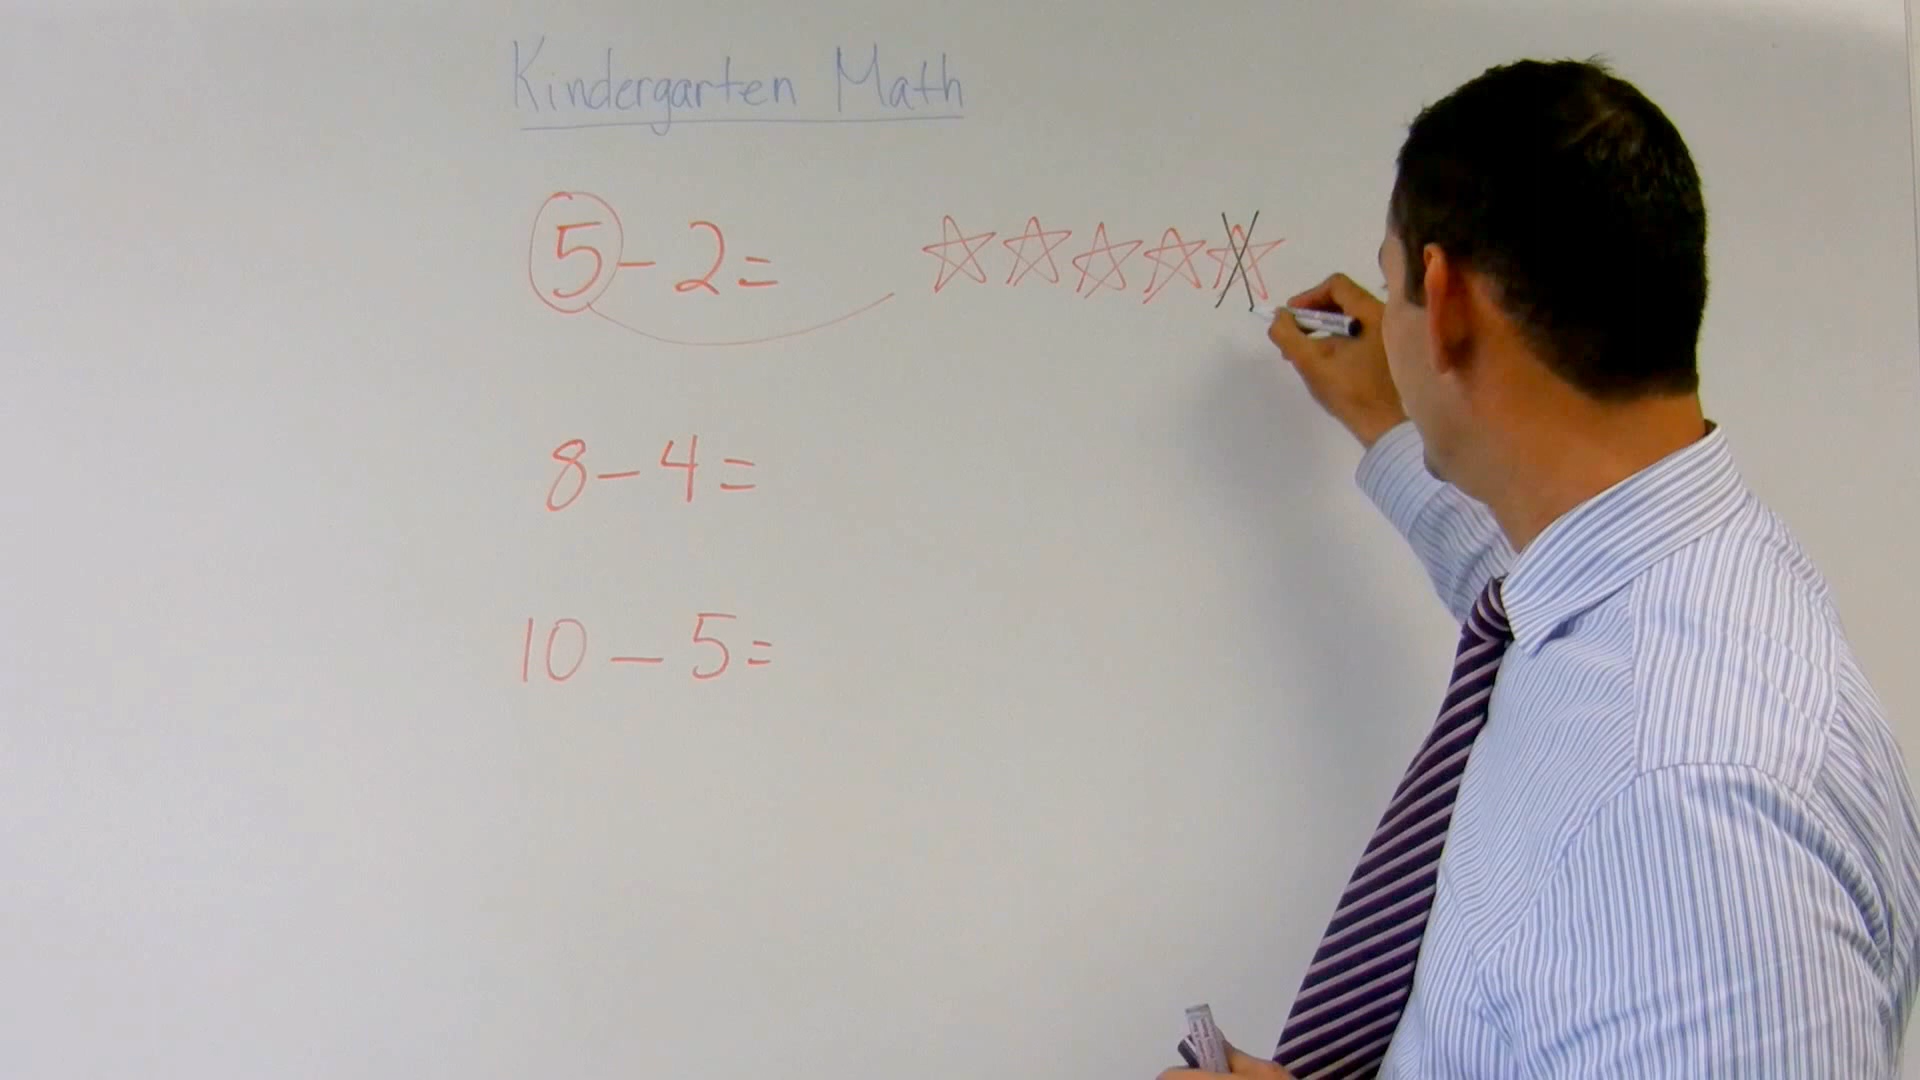 Kindergarten Math
5 - 2 =
8 - 4 =
10 - 5 =